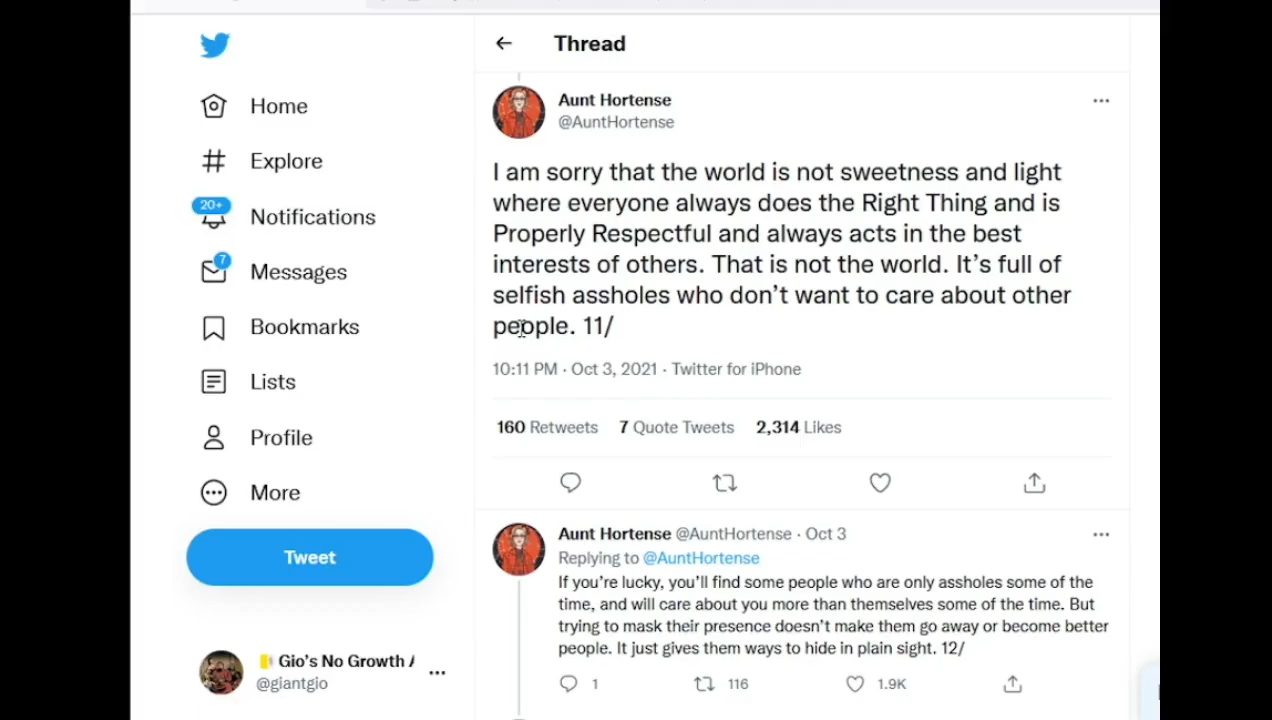 Thread
Home
Explore
20+
Notifications
7
Messages
Bookmarks
Lists
Profile
More
Tweet
Gio's No Growth
@giantgio
Aunt Hortense
@AuntHortense
I am sorry that the world is not sweetness and light
where everyone always does the Right Thing and is
Properly Respectful and always acts in the best
interests of others. That is not the world. It's full of
selfish assholes who don't want to care about other
people. 11/
10:11 PM · Oct 3, 2021 · Twitter for iPhone
160 Retweets 7 Quote Tweets 2,314 Likes
Aunt Hortense @AuntHortense · Oct 3
Replying to @AuntHortense
If you're lucky, you'll find some people who are only assholes some of the
time, and will care about you more than themselves some of the time. But
trying to mask their presence doesn't make them go away or become better
people. It just gives them ways to hide in plain sight. 12/
1 116 1.9K